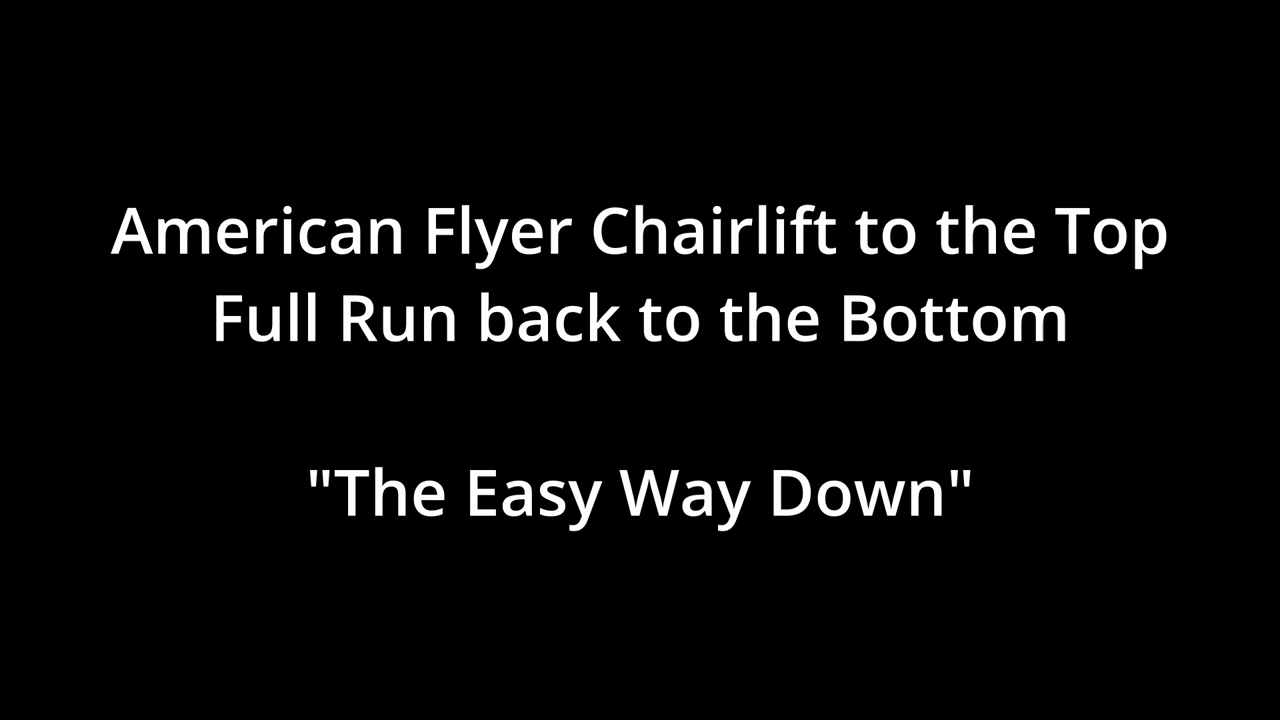 American Flyer Chairlift to the Top
Full Run back to the Bottom
"The Easy Way Down"